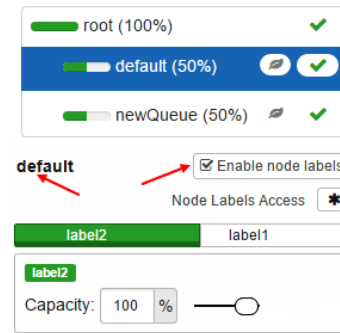 root (100%)
default (50%)
newQueue (50%)
default
Enable node labels
Node Labels Access *
label2 label1
label2
Capacity: 100 %